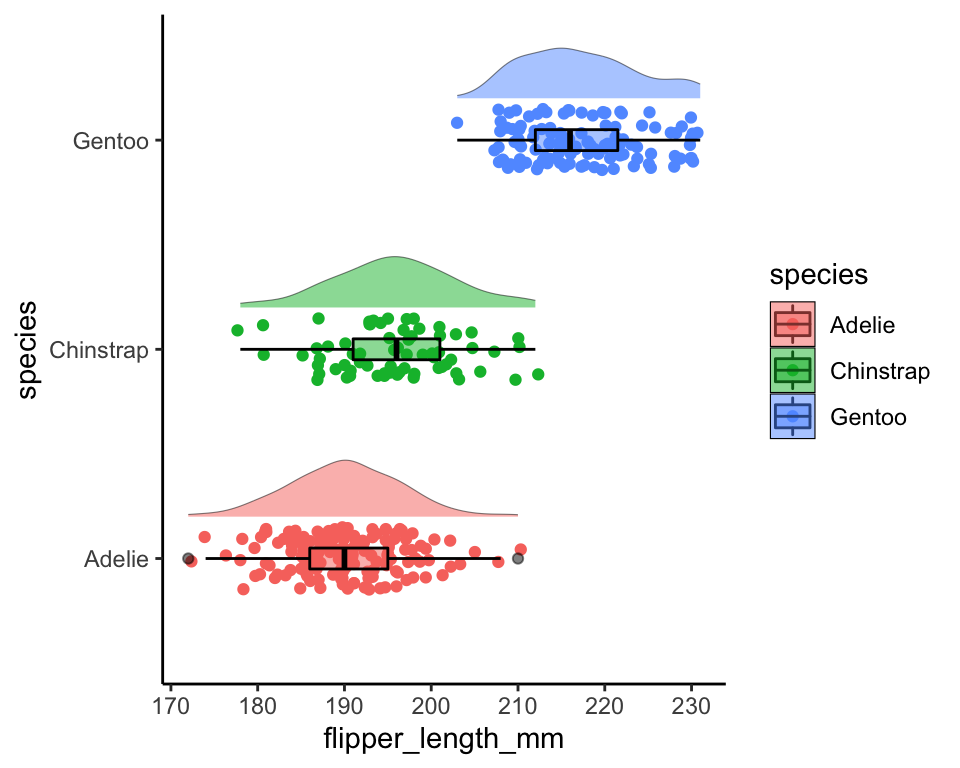 Gentoo
Chinstrap
Adelie
species
170 180 190 200 210 220 230
flipper_length_mm
species
Adelie
Chinstrap
Gentoo